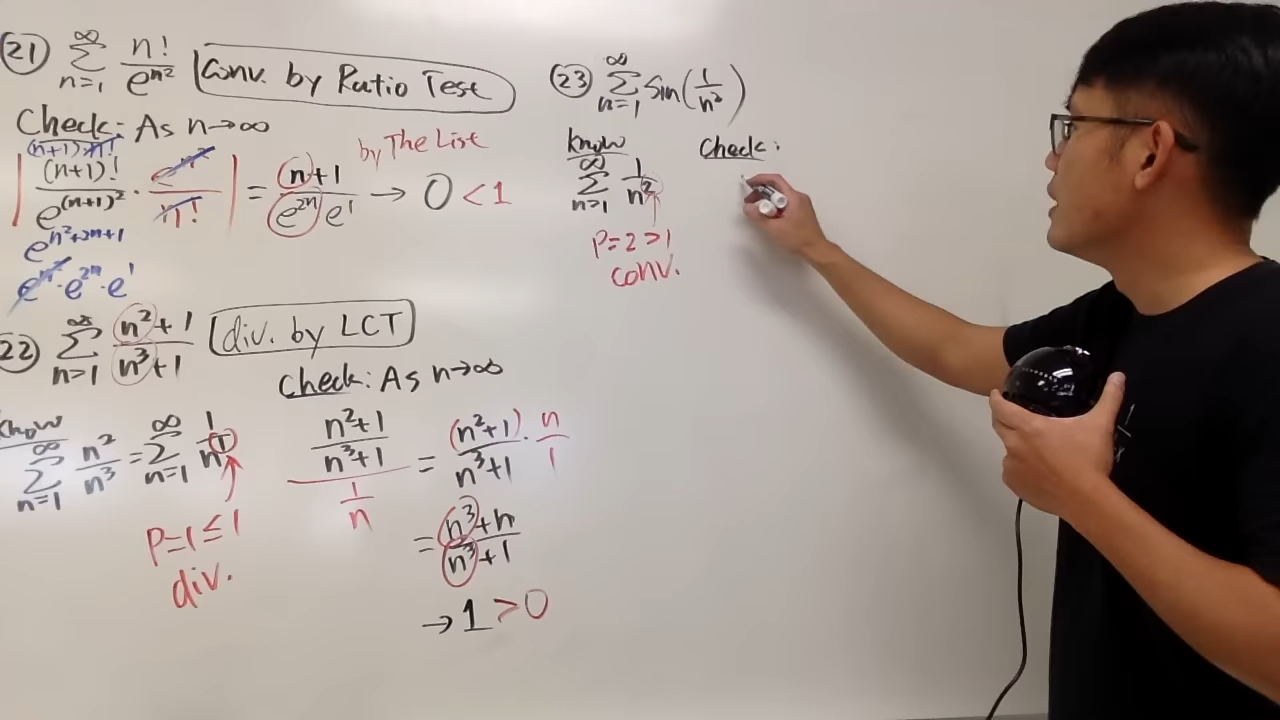 (21) ∞ Σ n=1 n! / e^(n²) Conv. by Ratio Test
Check: As n→∞
by The List
(n+1)·n!
| (n+1)! / e^((n+1)²) · e^(n²) / n! | = n+1 / e^(2n) e^1 → 0 < 1
e^(n²+2n+1)
e^(n²) · e^(2n) · e^1
(22) ∞ Σ n=1 n²+1 / n³+1 div. by LCT
Check: As n→∞
know
∞ Σ n=1 n² / n³ = ∞ Σ n=1 1 / n^1
P=1 ≤ 1
div.
(n²+1 / n³+1) / (1 / n) = (n²+1) / n³+1 · n / 1
= n³+n / n³+1
→ 1 > 0
(23) ∞ Σ n=1 Sin(1 / n²)
know
∞ Σ n=1 1 / n²
P=2 > 1
conv.
Check: